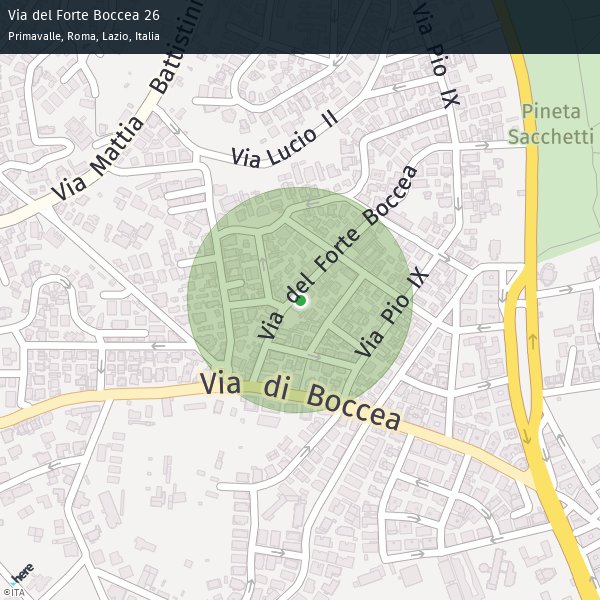 Via del Forte Boccea 26
Primavalle, Roma, Lazio, Italia
Via Mattia Battistini
Via Pio IX
Pineta
Sacchetti
Via Lucio II
Via del Forte Boccea
Via Pio IX
Via di Boccea
here
©ITA